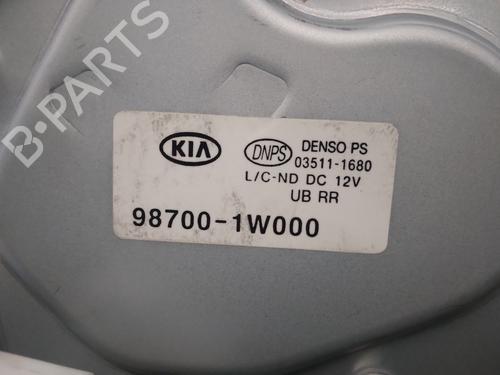 B-PARTS
KIA
DNPS
DENSO PS
03511-1680
L/C-ND DC 12V
UB RR
98700-1W000